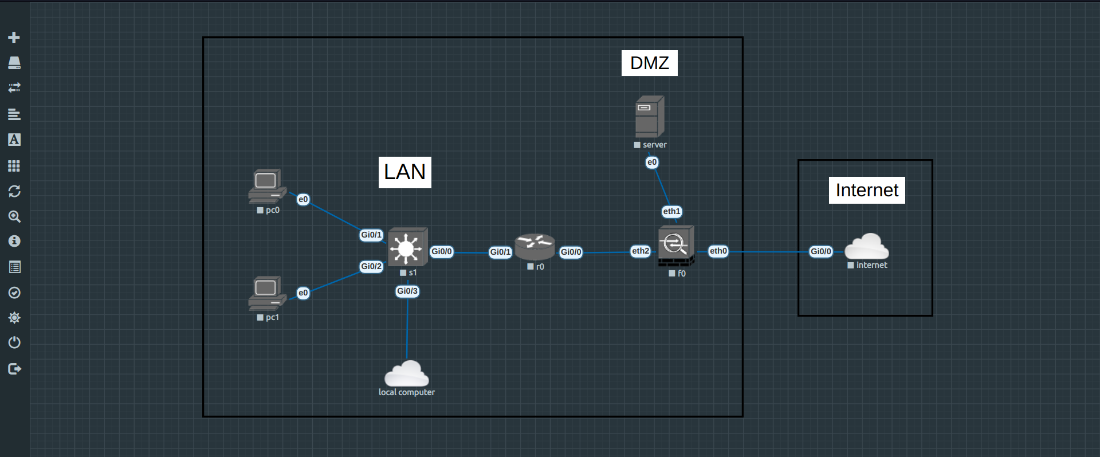 DMZ
server
e0
LAN
Internet
pc0
e0
eth1
Gi0/1
Gi0/0
Gi0/1
Gi0/0
eth2
eth0
Gi0/0
s1
r0
f0
Internet
Gi0/2
e0
Gi0/3
pc1
local computer
A